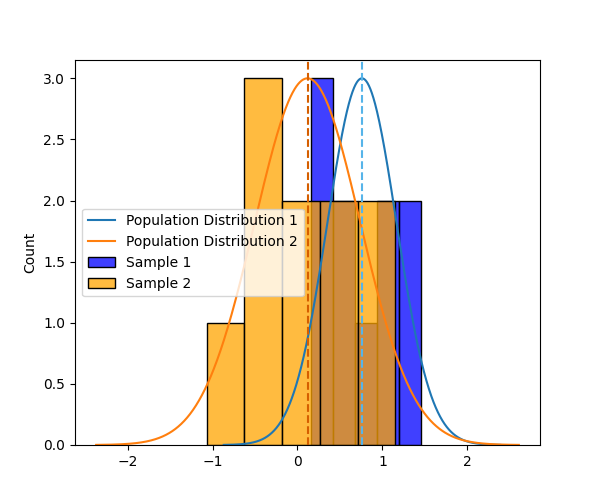 3.0
2.5
2.0
1.5
1.0
0.5
0.0
Count
Population Distribution 1
Population Distribution 2
Sample 1
Sample 2
−2
−1
0
1
2